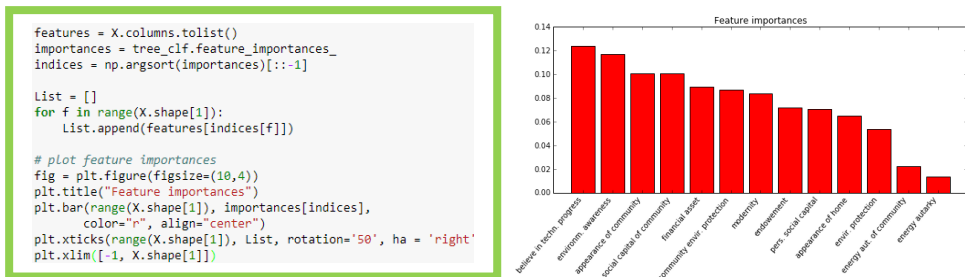 features = X.columns.tolist()
importances = tree_clf.feature_importances_
indices = np.argsort(importances)[::-1]
List = []
for f in range(X.shape[1]):
    List.append(features[indices[f]])
# plot feature importances
fig = plt.figure(figsize=(10,4))
plt.title("Feature importances")
plt.bar(range(X.shape[1]), importances[indices],
       color="r", align="center")
plt.xticks(range(X.shape[1]), List, rotation='50', ha = 'right'
plt.xlim([-1, X.shape[1]])
Feature importances
0.14
0.12
0.10
0.08
0.06
0.04
0.02
0.00
believe in techn. progress
environm. awareness
appearance of community
social capital of community
financial asset
community envir. protection
modernity
endowement
pers. social capital
appearance of home
envir. protection
energy aut. of community
energy autarky